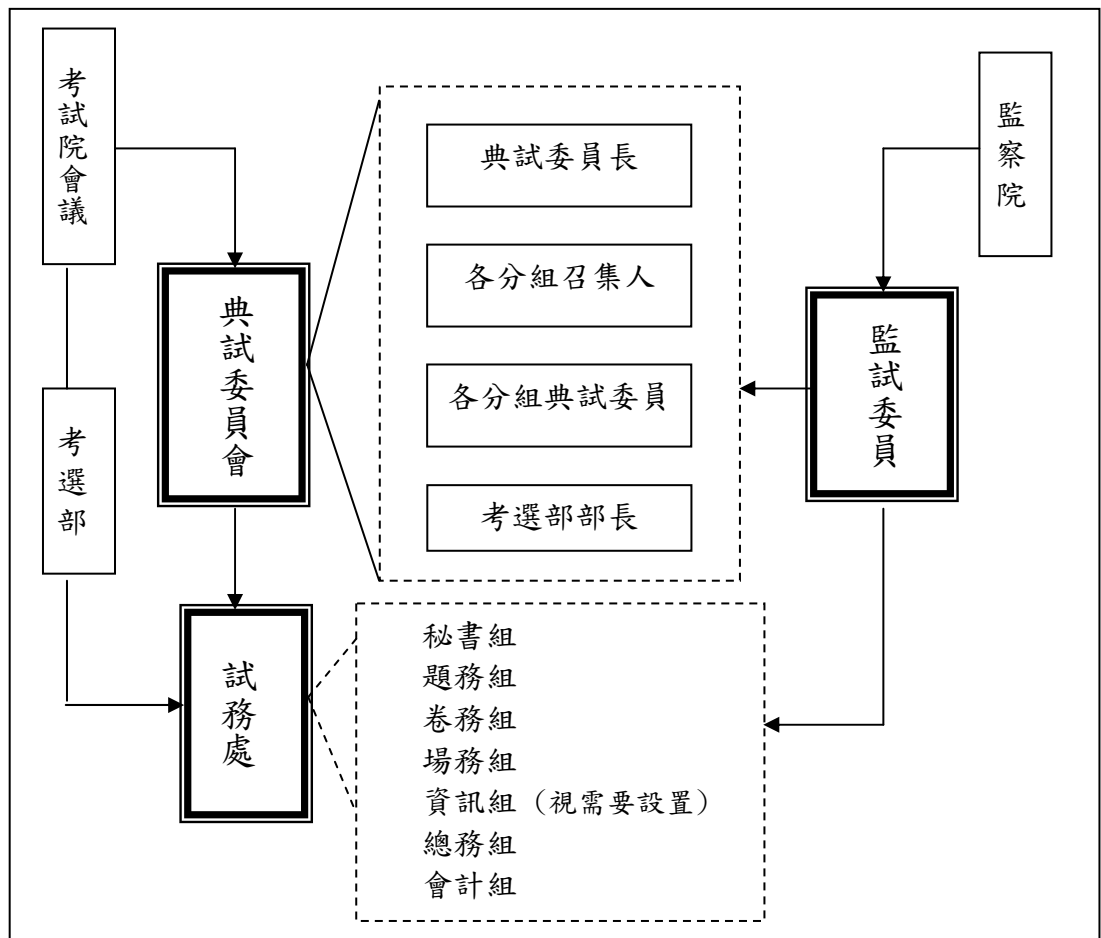 考試院會議
考選部
典試委員會
試務處
典試委員長
各分組召集人
各分組典試委員
考選部部長
秘書組
題務組
卷務組
場務組
資訊組（視需要設置）
總務組
會計組
監察院
監試委員